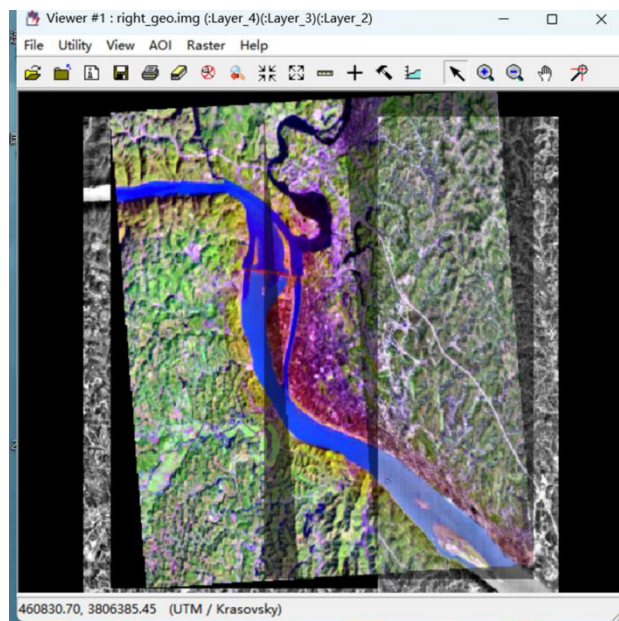 Viewer #1 : right_geo.img (:Layer_4)(:Layer_3)(:Layer_2)
File Utility View AOI Raster Help
460830.70, 3806385.45 (UTM / Krasovsky)